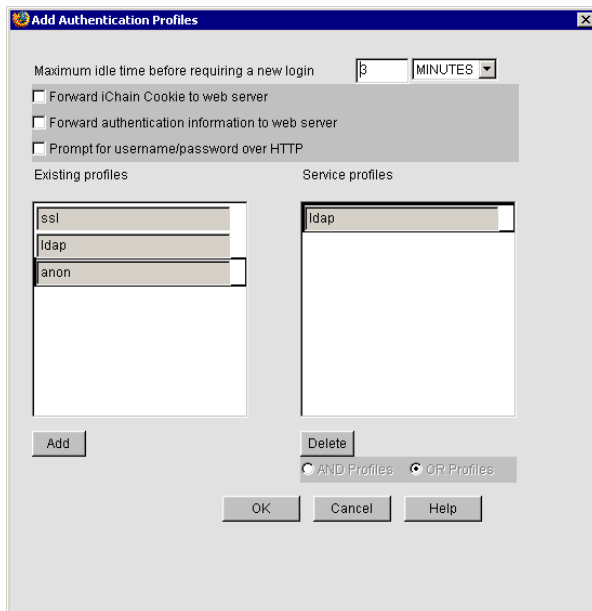 Add Authentication Profiles
Maximum idle time before requiring a new login 3 MINUTES
Forward iChain Cookie to web server
Forward authentication information to web server
Prompt for username/password over HTTP
Existing profiles Service profiles
ssl ldap
ldap
anon
Add Delete
AND Profiles OR Profiles
OK Cancel Help